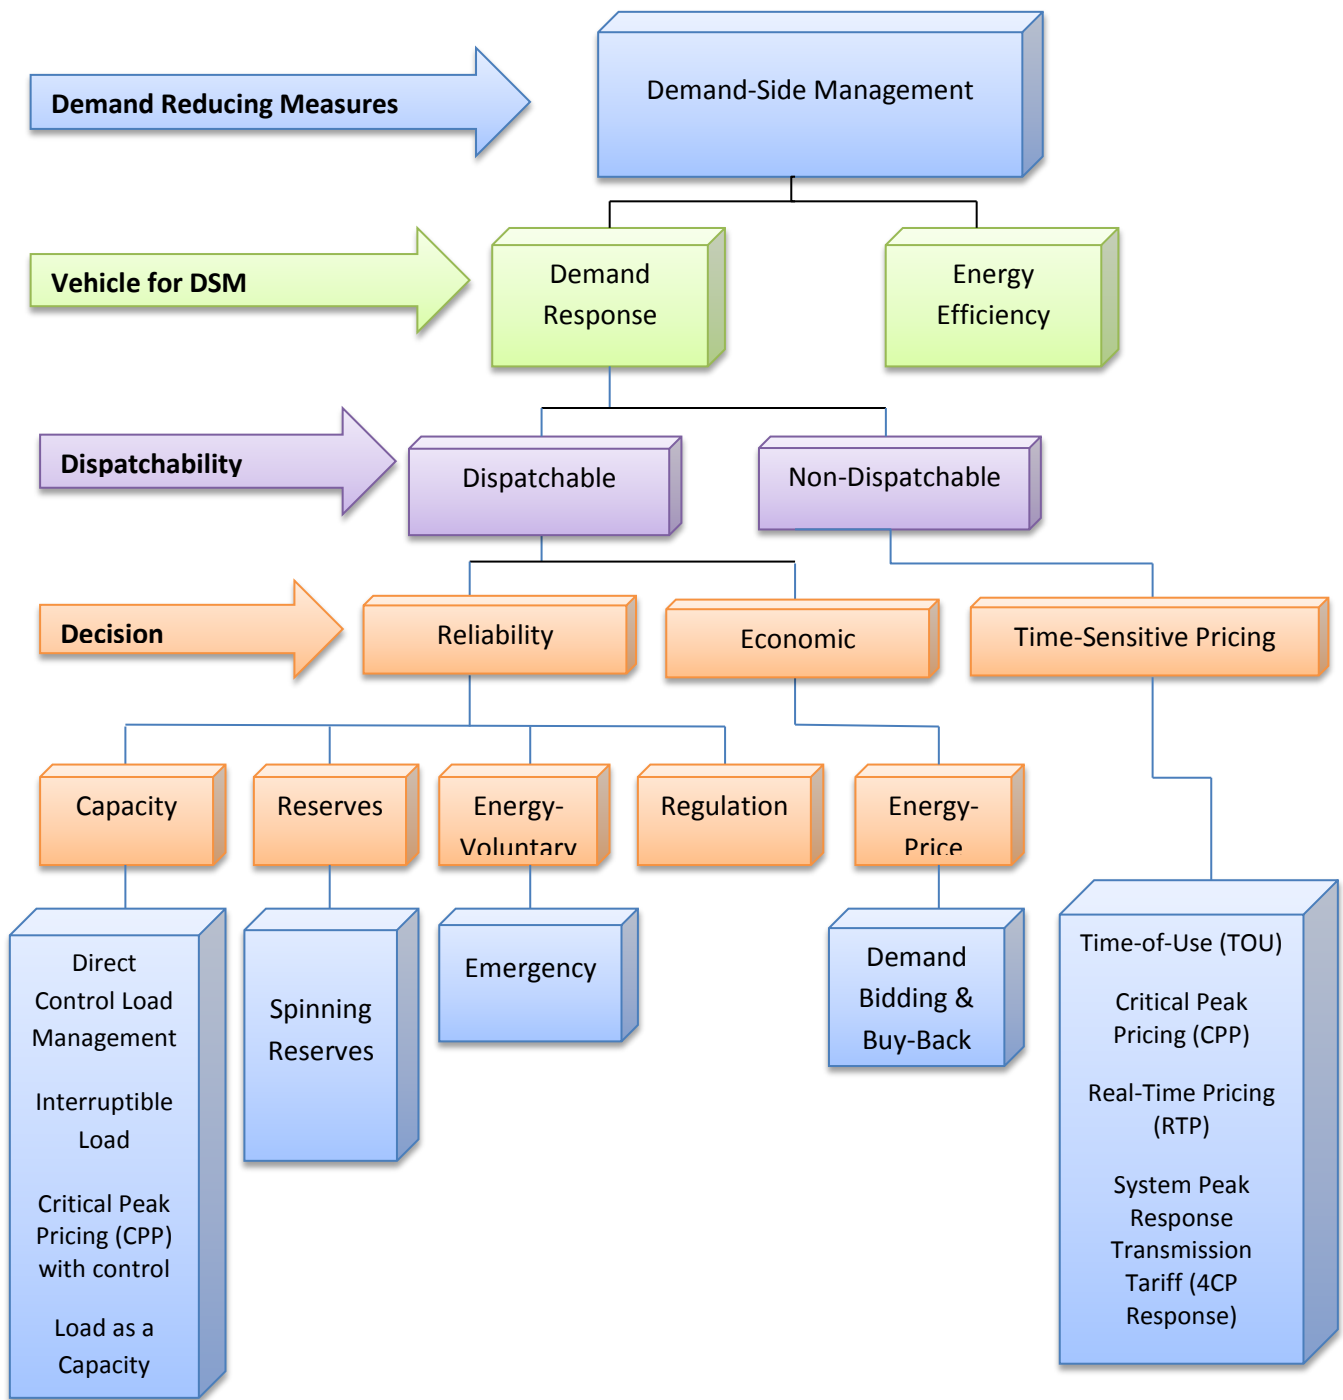 Demand Reducing Measures
Demand-Side Management
Vehicle for DSM
Demand
Response
Energy
Efficiency
Dispatchability
Dispatchable
Non-Dispatchable
Decision
Reliability
Economic
Time-Sensitive Pricing
Capacity
Reserves
Energy-
Voluntary
Regulation
Energy-
Price
Direct
Control Load
Management
Interruptible
Load
Critical Peak
Pricing (CPP)
with control
Load as a
Capacity
Spinning
Reserves
Emergency
Demand
Bidding &
Buy-Back
Time-of-Use (TOU)
Critical Peak
Pricing (CPP)
Real-Time Pricing
(RTP)
System Peak
Response
Transmission
Tariff (4CP
Response)